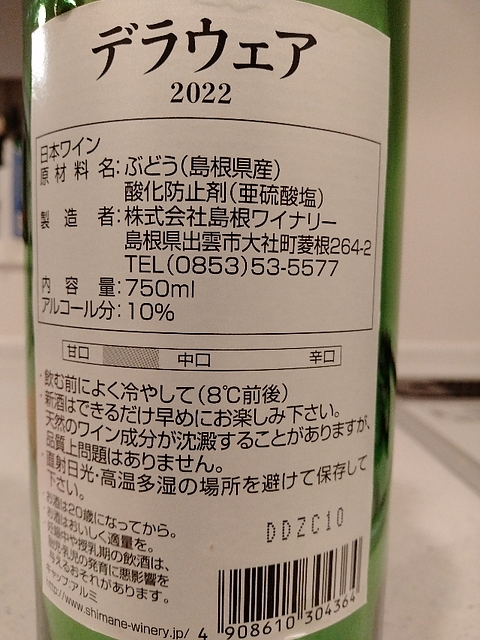 デラウェア
2022
日本ワイン
原材料名：ぶどう（島根県産）
酸化防止剤（亜硫酸塩）
製造者：株式会社島根ワイナリー
島根県出雲市大社町菱根264-2
TEL(0853)53-5577
内容量：750ml
アルコール分：10%
甘口 中口 辛口
・飲む前によく冷やして（8℃前後）
・新酒はできるだけ早めにお楽しみ下さい。
天然のワイン成分が沈澱することがありますが、
品質上問題はありません。
・直射日光・高温多湿の場所を避けて保存して
下さい。
・お酒は20歳になってから。
・お酒はおいしく適量を。
・妊娠中や授乳期の飲酒は、
胎児・乳児の発育に悪影響を
与えるおそれがあります。
キャップ:アルミ
http://www.shimane-winery.jp/
DDZC10
4 908610 304364